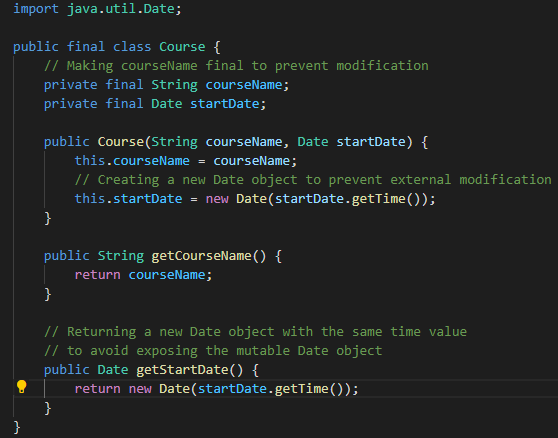 import java.util.Date;
public final class Course {
// Making courseName final to prevent modification
private final String courseName;
private final Date startDate;
public Course(String courseName, Date startDate) {
this.courseName = courseName;
// Creating a new Date object to prevent external modification
this.startDate = new Date(startDate.getTime());
}
public String getCourseName() {
return courseName;
}
// Returning a new Date object with the same time value
// to avoid exposing the mutable Date object
public Date getStartDate() {
return new Date(startDate.getTime());
}
}